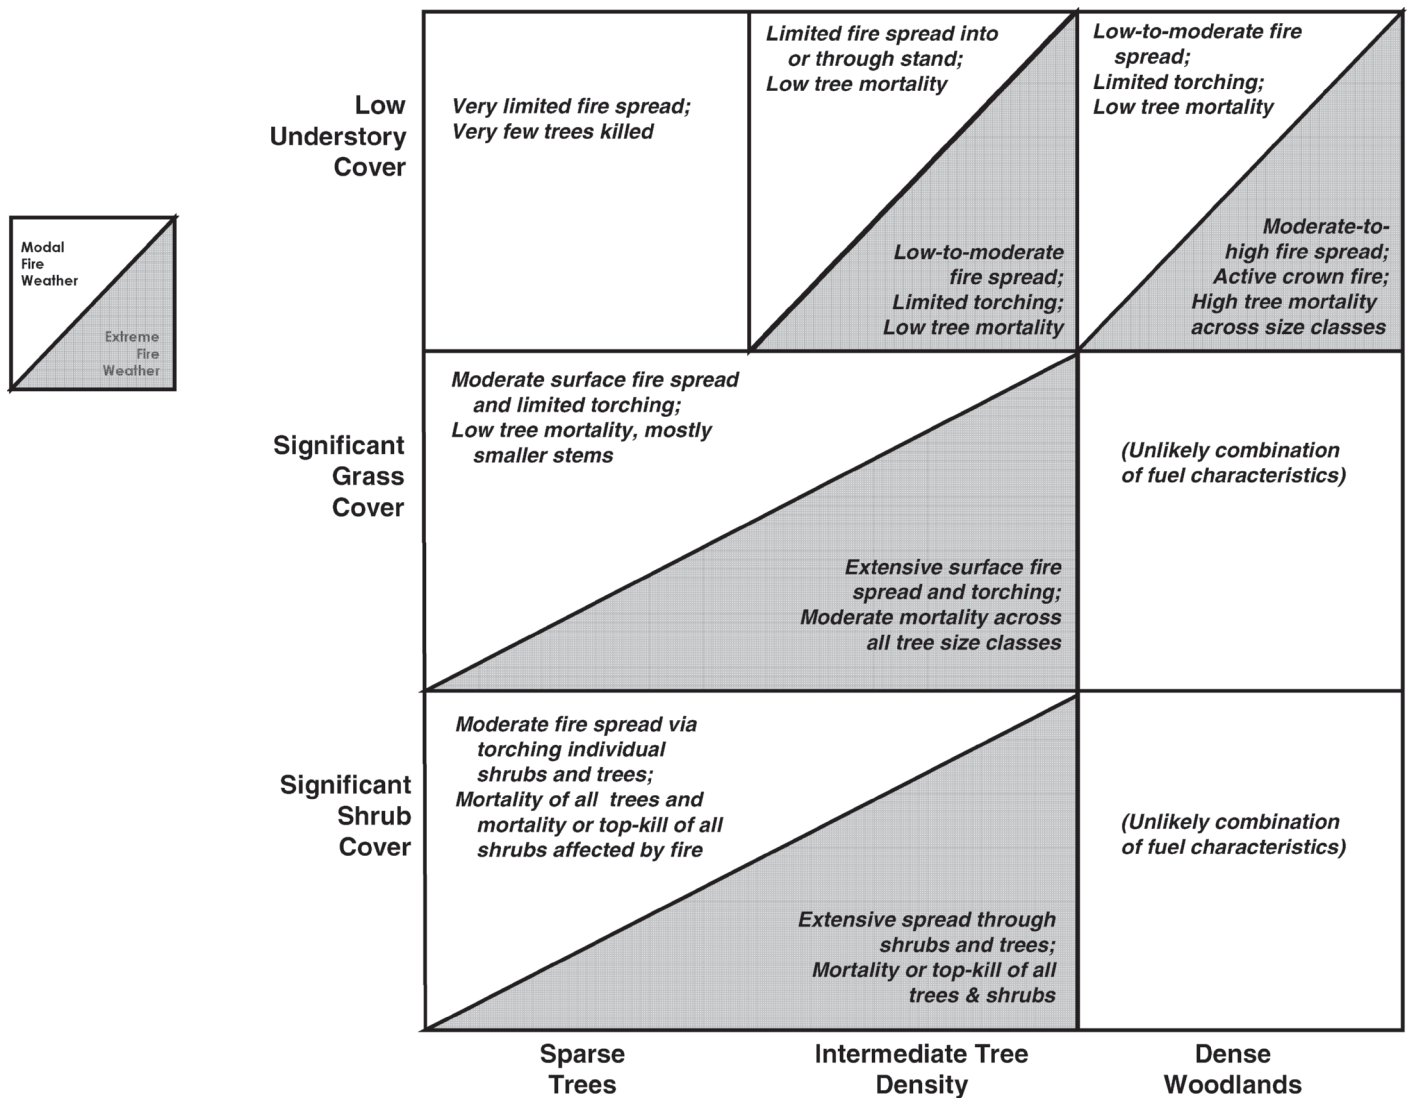 Low
Understory
Cover
Very limited fire spread;
Very few trees killed
Limited fire spread into
or through stand;
Low tree mortality
Low-to-moderate
fire spread;
Limited torching;
Low tree mortality
Low-to-moderate fire
spread;
Limited torching;
Low tree mortality
Moderate-to-
high fire spread;
Active crown fire;
High tree mortality
across size classes
Modal
Fire
Weather
Extreme
Fire
Weather
Significant
Grass
Cover
Moderate surface fire spread
and limited torching;
Low tree mortality, mostly
smaller stems
Extensive surface fire
spread and torching;
Moderate mortality across
all tree size classes
(Unlikely combination
of fuel characteristics)
Significant
Shrub
Cover
Moderate fire spread via
torching individual
shrubs and trees;
Mortality of all trees and
mortality or top-kill of all
shrubs affected by fire
Extensive spread through
shrubs and trees;
Mortality or top-kill of all
trees & shrubs
(Unlikely combination
of fuel characteristics)
Sparse
Trees
Intermediate Tree
Density
Dense
Woodlands